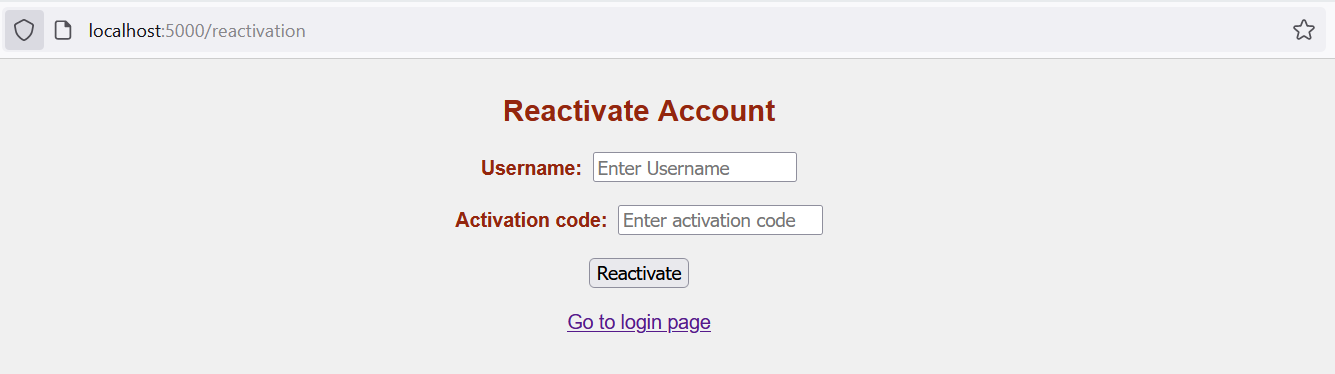 localhost:5000/reactivation
Reactivate Account
Username: Enter Username
Activation code: Enter activation code
Reactivate
Go to login page